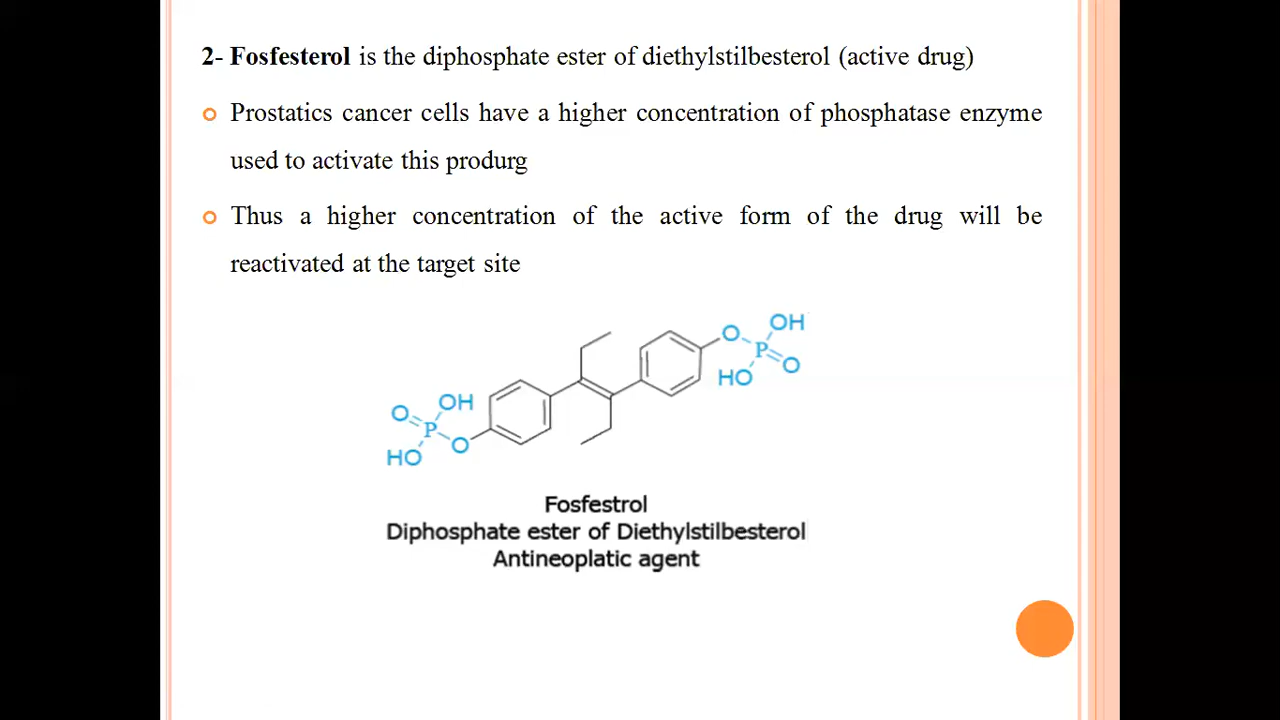 2- Fosfesterol is the diphosphate ester of diethylstilbesterol (active drug)
Prostatics cancer cells have a higher concentration of phosphatase enzyme
used to activate this produrg
Thus a higher concentration of the active form of the drug will be
reactivated at the target site
O OH
P O
HO
O OH
P
HO O
Fosfestrol
Diphosphate ester of Diethylstilbesterol
Antineoplatic agent